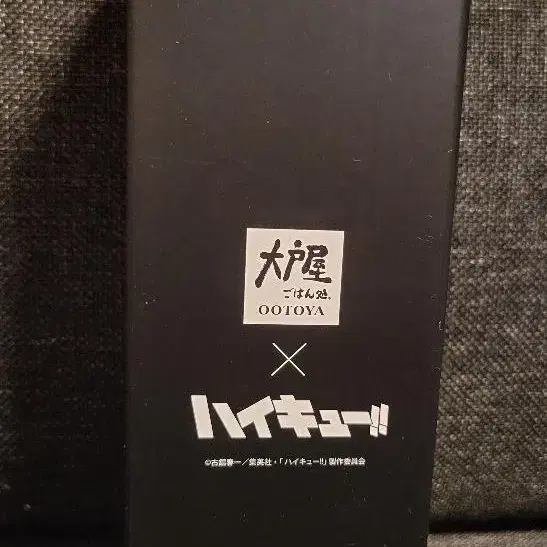 大戸屋
ごはん処。
OOTOYA
×
ハイキュー!!
©古舘春一／集英社・「ハイキュー!!」製作委員会